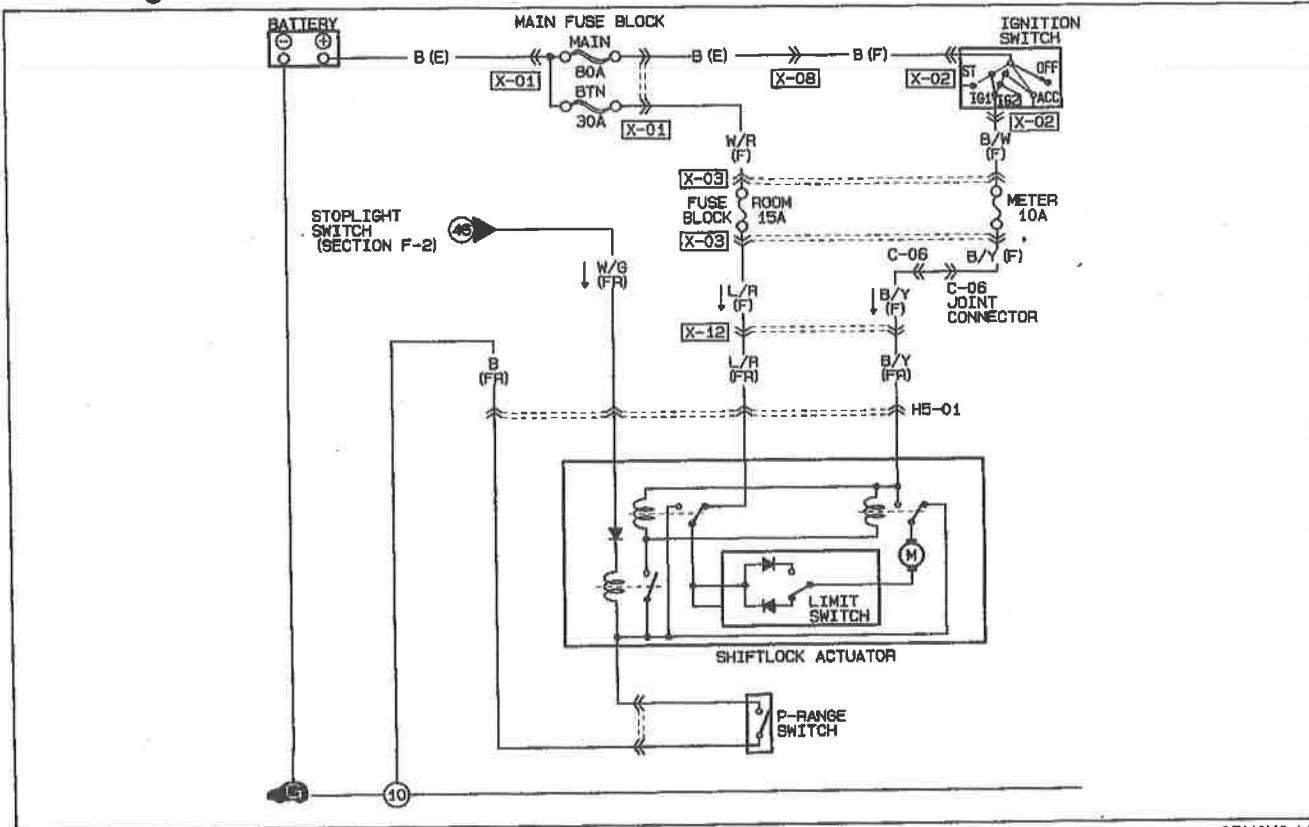 BATTERY
MAIN FUSE BLOCK
IGNITION
SWITCH
MAIN
80A
B (E)
X-01
B (E)
X-08
B (F)
X-02
ST
OFF
IG1
IG2
ACC
BTN
30A
X-01
X-02
W/R
(F)
B/W
(F)
X-03
FUSE
BLOCK
ROOM
15A
METER
10A
X-03
STOPLIGHT
SWITCH
(SECTION F-2)
W/G
(FR)
C-06
B/Y (F)
C-06
JOINT
CONNECTOR
L/R
(F)
B/Y
(F)
X-12
B
(FR)
L/R
(FR)
B/Y
(FR)
H5-01
M
LIMIT
SWITCH
SHIFTLOCK ACTUATOR
P-RANGE
SWITCH
10